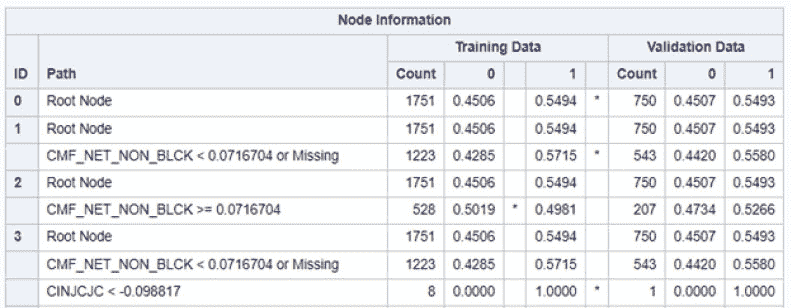 Node Information
Training Data Validation Data
ID Path Count 0 1 Count 0 1
0 Root Node 1751 0.4506 0.5494 * 750 0.4507 0.5493
1 Root Node 1751 0.4506 0.5494 750 0.4507 0.5493
CMF_NET_NON_BLCK < 0.0716704 or Missing 1223 0.4285 0.5715 * 543 0.4420 0.5580
2 Root Node 1751 0.4506 0.5494 750 0.4507 0.5493
CMF_NET_NON_BLCK >= 0.0716704 528 0.5019 * 0.4981 207 0.4734 0.5266
3 Root Node 1751 0.4506 0.5494 750 0.4507 0.5493
CMF_NET_NON_BLCK < 0.0716704 or Missing 1223 0.4285 0.5715 543 0.4420 0.5580
CINJCJC < -0.098817 8 0.0000 1.0000 * 1 0.0000 1.0000